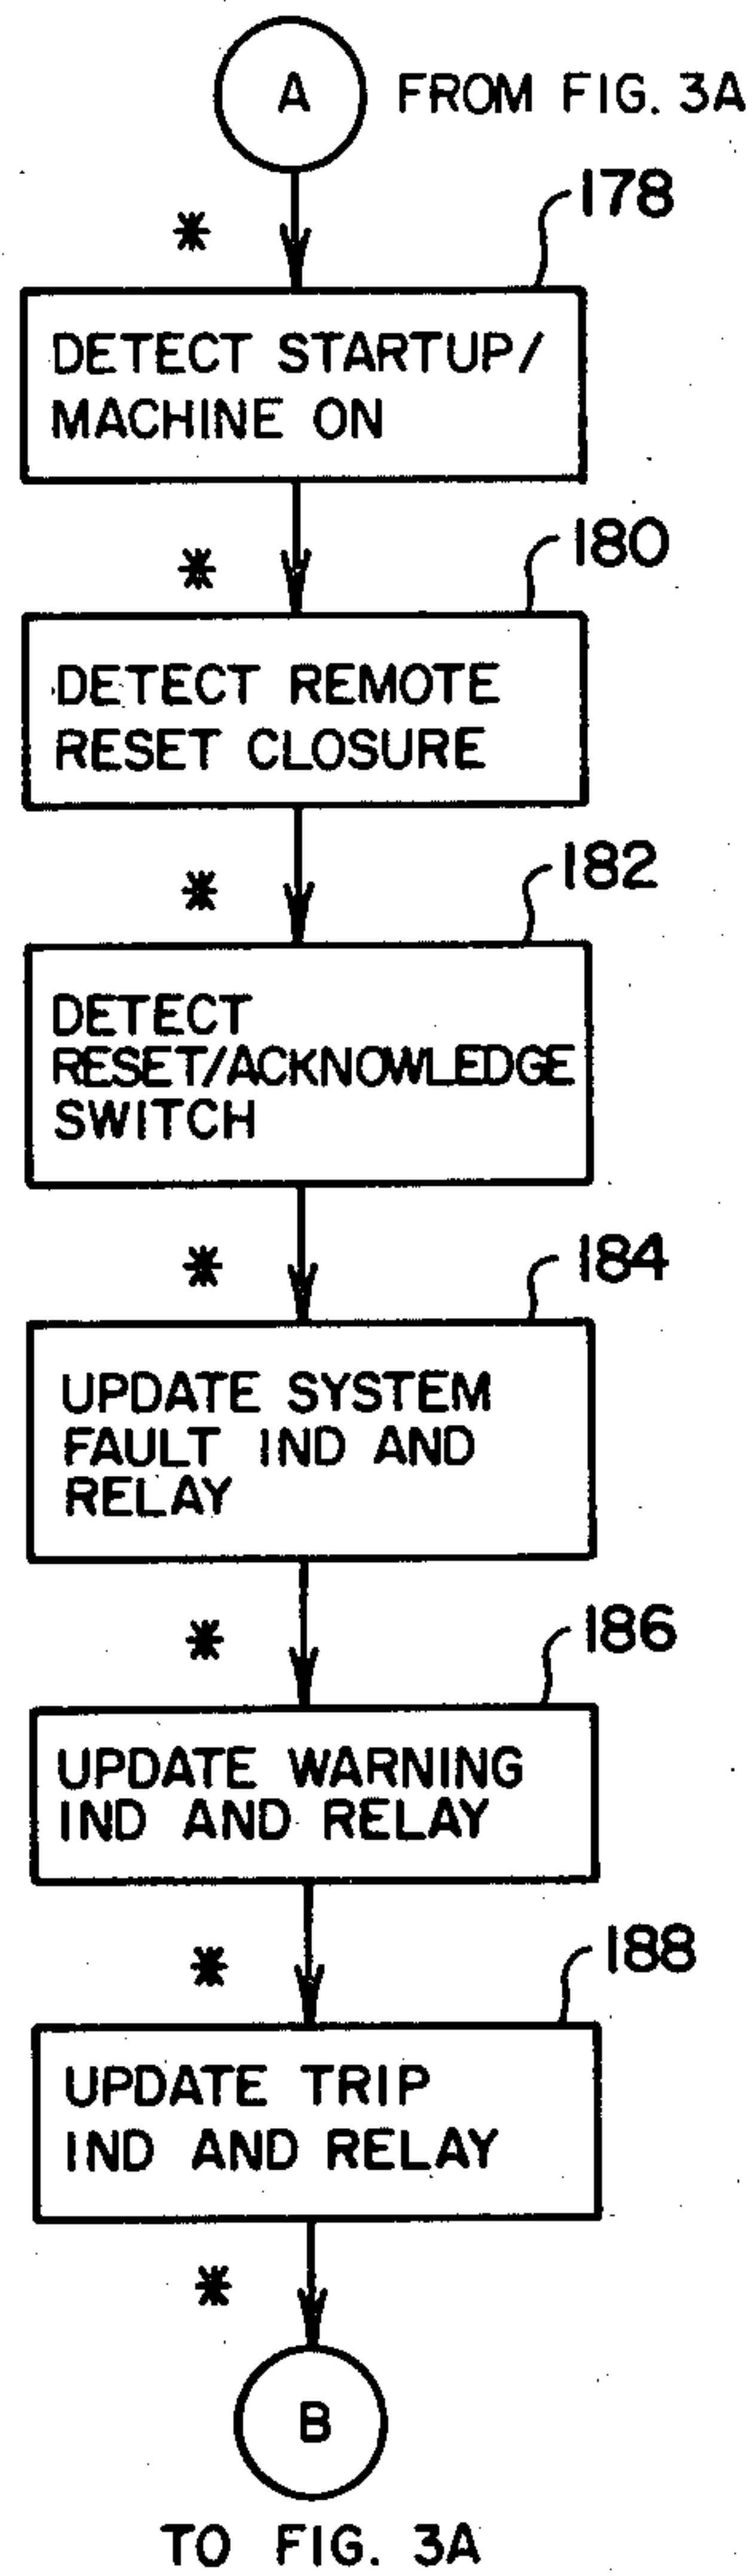 A FROM FIG. 3A
*
178
DETECT STARTUP/
MACHINE ON
*
180
DETECT REMOTE
RESET CLOSURE
*
182
DETECT
RESET/ACKNOWLEDGE
SWITCH
*
184
UPDATE SYSTEM
FAULT IND AND
RELAY
*
186
UPDATE WARNING
IND AND RELAY
*
188
UPDATE TRIP
IND AND RELAY
*
B
TO FIG. 3A